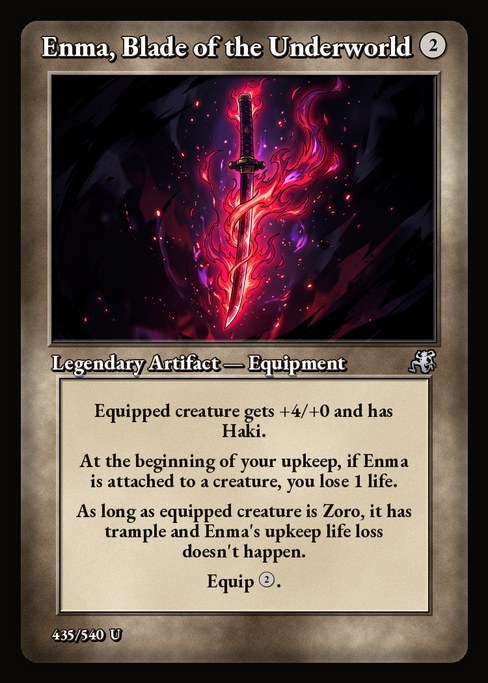 Enma, Blade of the Underworld 2
Legendary Artifact — Equipment
Equipped creature gets +4/+0 and has
Haki.
At the beginning of your upkeep, if Enma
is attached to a creature, you lose 1 life.
As long as equipped creature is Zoro, it has
trample and Enma's upkeep life loss
doesn't happen.
Equip 2.
435/540 U